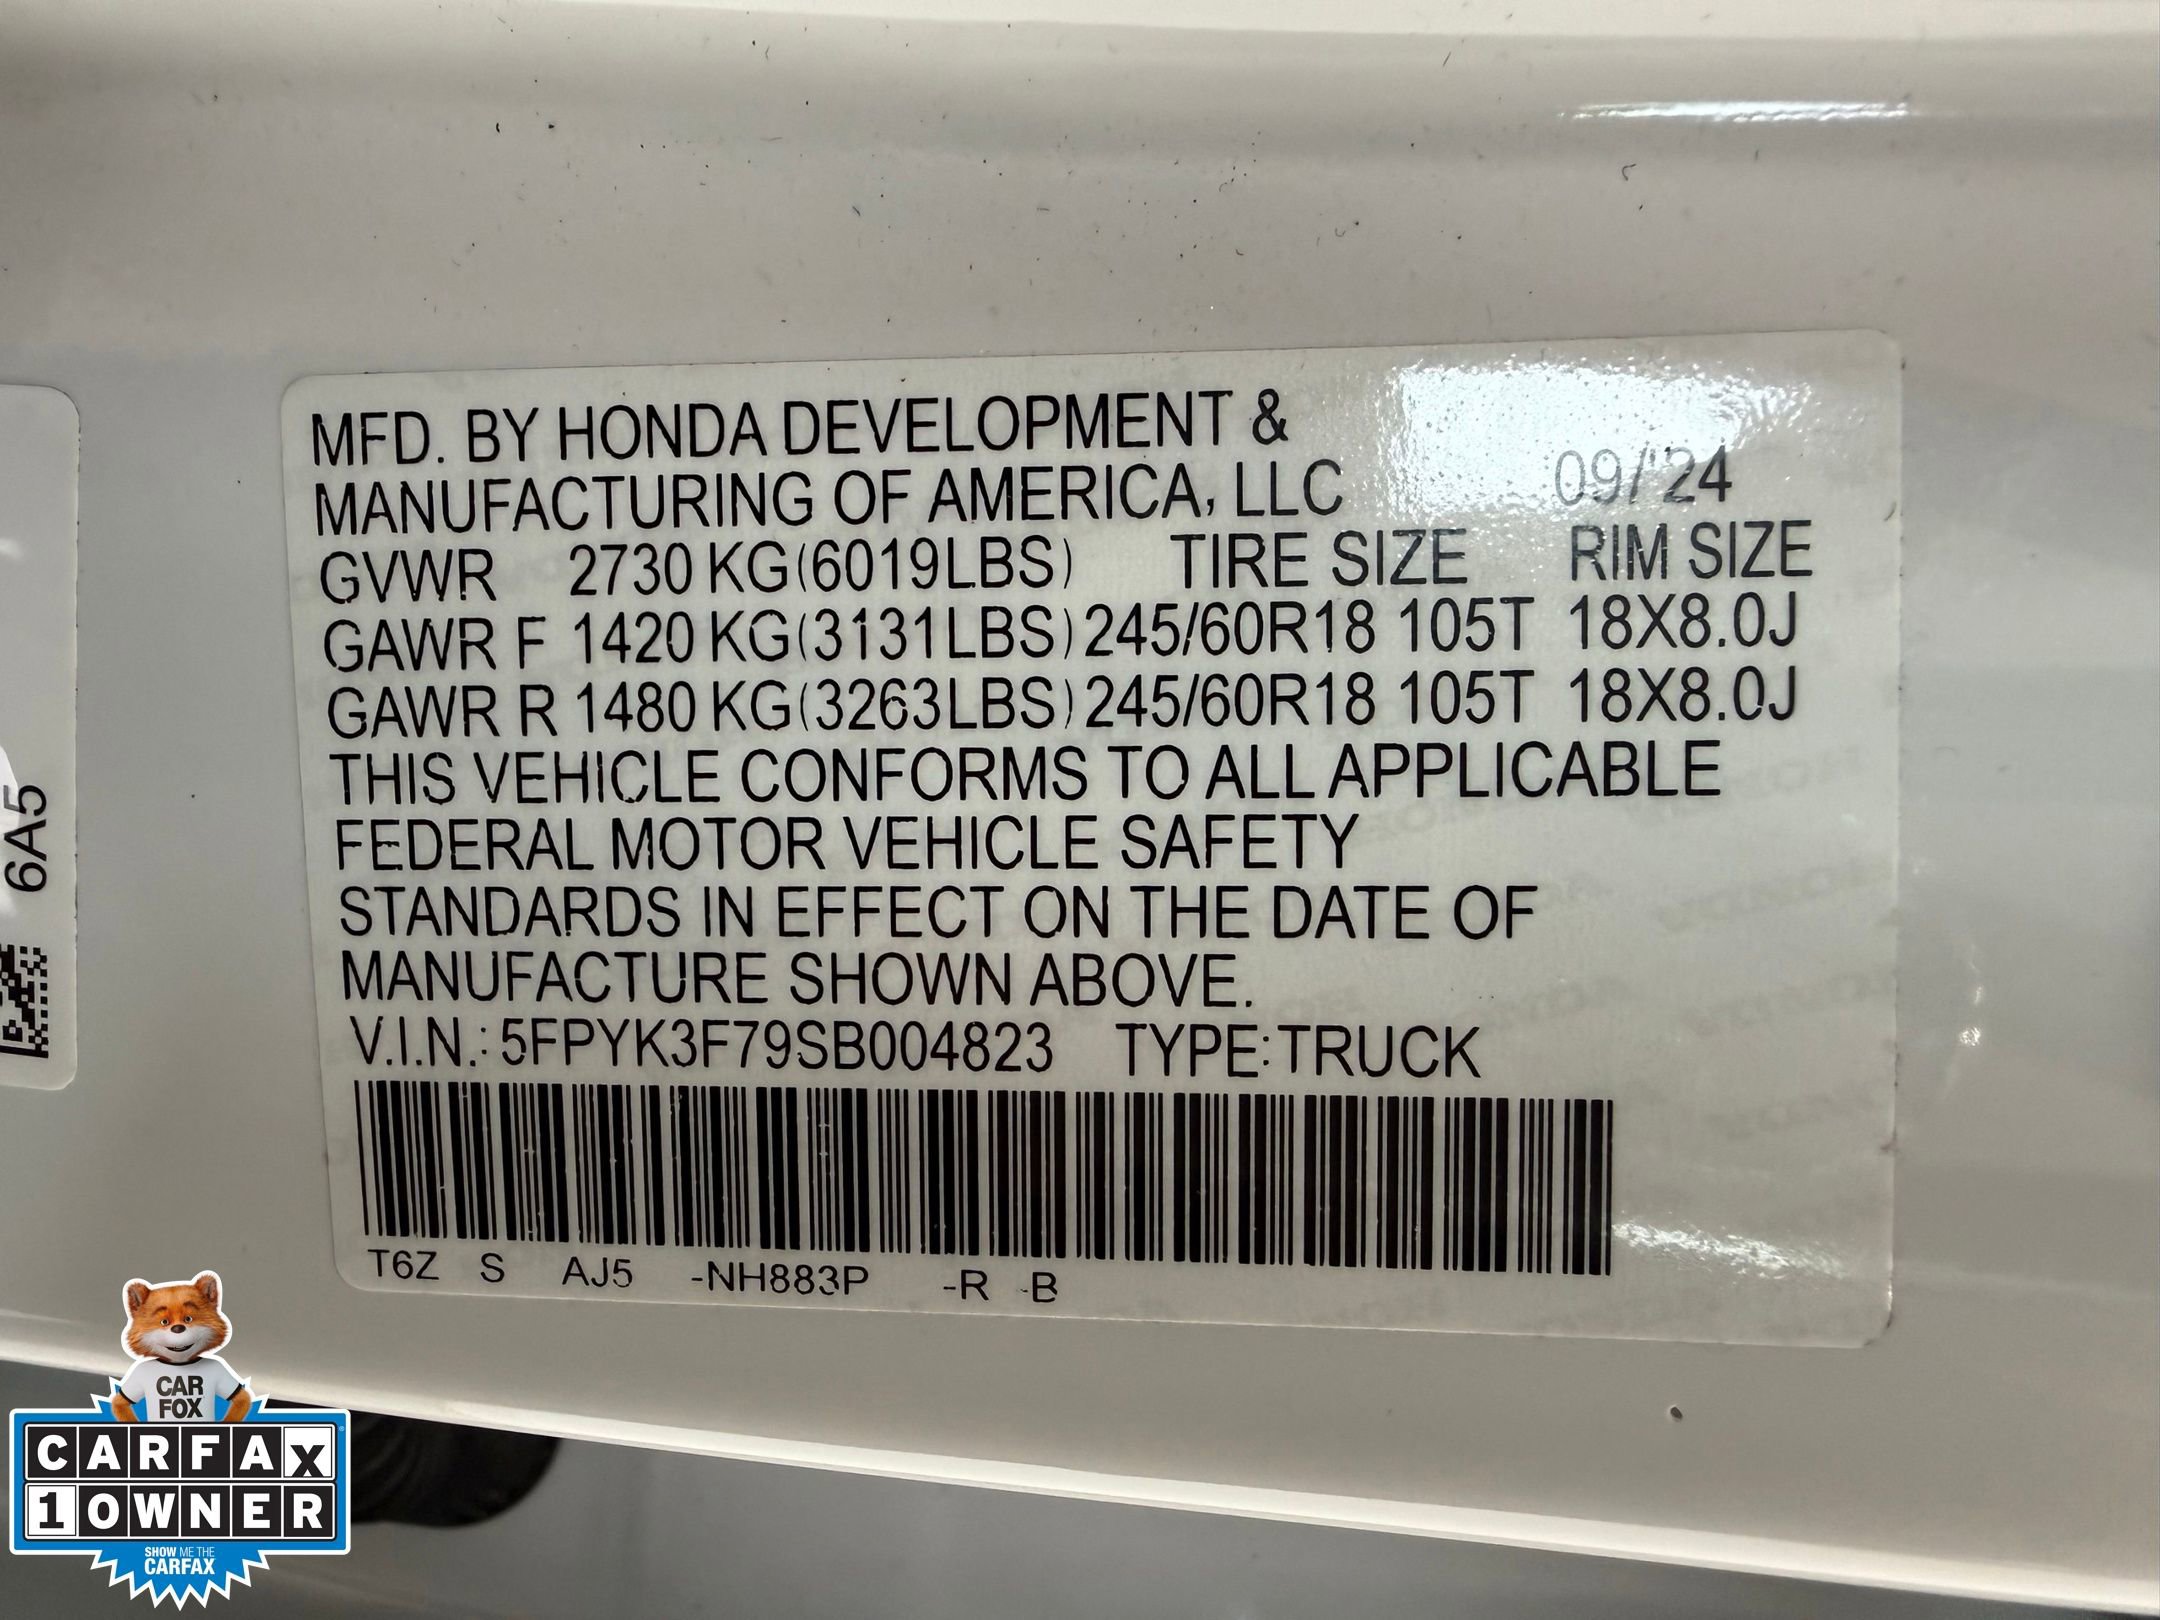 MFD. BY HONDA DEVELOPMENT &
MANUFACTURING OF AMERICA, LLC 09/'24
GVWR 2730 KG(6019LBS) TIRE SIZE RIM SIZE
GAWR F 1420 KG(3131LBS) 245/60R18 105T 18X8.0J
GAWR R 1480 KG(3263LBS) 245/60R18 105T 18X8.0J
THIS VEHICLE CONFORMS TO ALL APPLICABLE
FEDERAL MOTOR VEHICLE SAFETY
STANDARDS IN EFFECT ON THE DATE OF
MANUFACTURE SHOWN ABOVE.
V.I.N.: 5FPYK3F79SB004823 TYPE:TRUCK
T6Z S AJ5 -NH883P -R -B
6A5
CAR
FOX
CARFAX
1 OWNER
SHOW ME THE
CARFAX